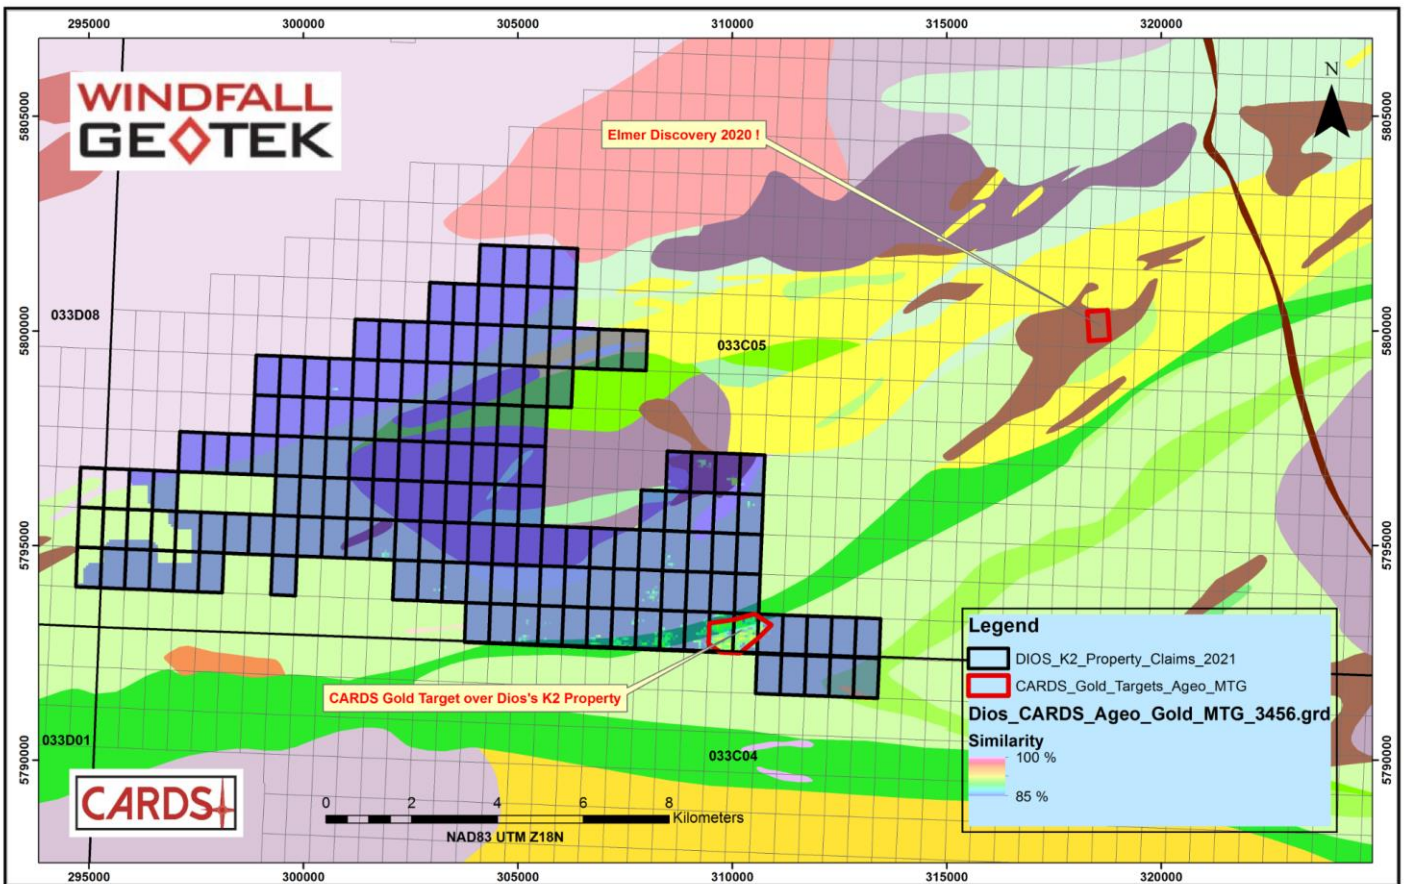 295000
300000
305000
310000
315000
320000
WINDFALL
GEOTEK
N
5805000
5805000
Elmer Discovery 2020 !
033D08
033C05
5800000
5800000
5795000
5795000
CARDS Gold Target over Dios's K2 Property
Legend
DIOS_K2_Property_Claims_2021
CARDS_Gold_Targets_Ageo_MTG
Dios_CARDS_Ageo_Gold_MTG_3456.grd
Similarity
100 %
85 %
033D01
033C04
5790000
5790000
CARDS
0 2 4 6 8
Kilometers
NAD83 UTM Z18N
295000
300000
305000
310000
315000
320000